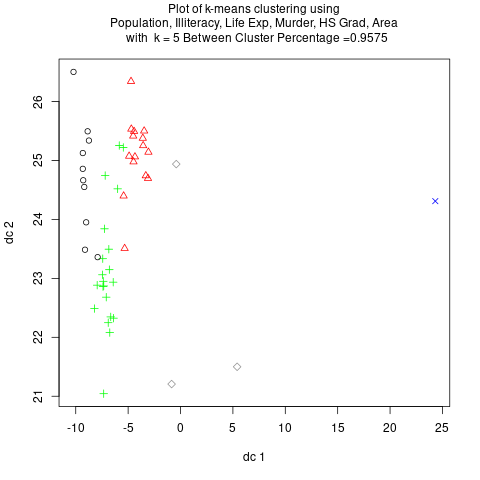 Plot of k-means clustering using
Population, Illiteracy, Life Exp, Murder, HS Grad, Area
with k = 5 Between Cluster Percentage =0.9575
26
25
24
23
22
21
dc 2
-10 -5 0 5 10 15 20 25
dc 1